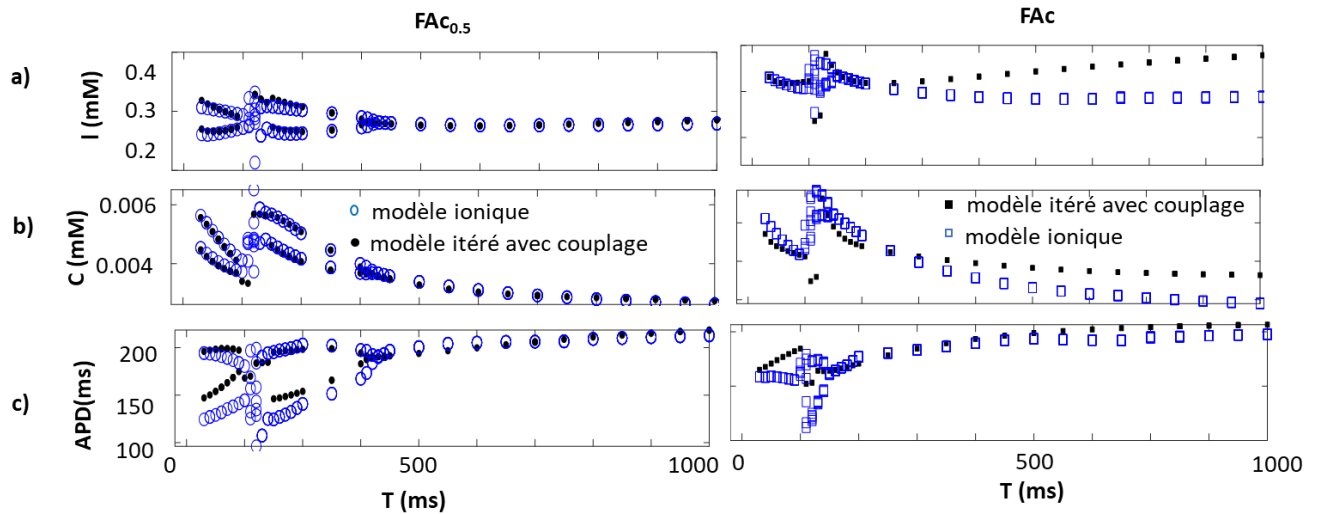 FAc0.5
FAc
a)
I (mM)
0.4
0.3
0.2
b)
C (mM)
0.006
0.004
modèle ionique
modèle itéré avec couplage
modèle itéré avec couplage
modèle ionique
c)
APD(ms)
200
150
100
0
500
1000
T (ms)
0
500
1000
T (ms)